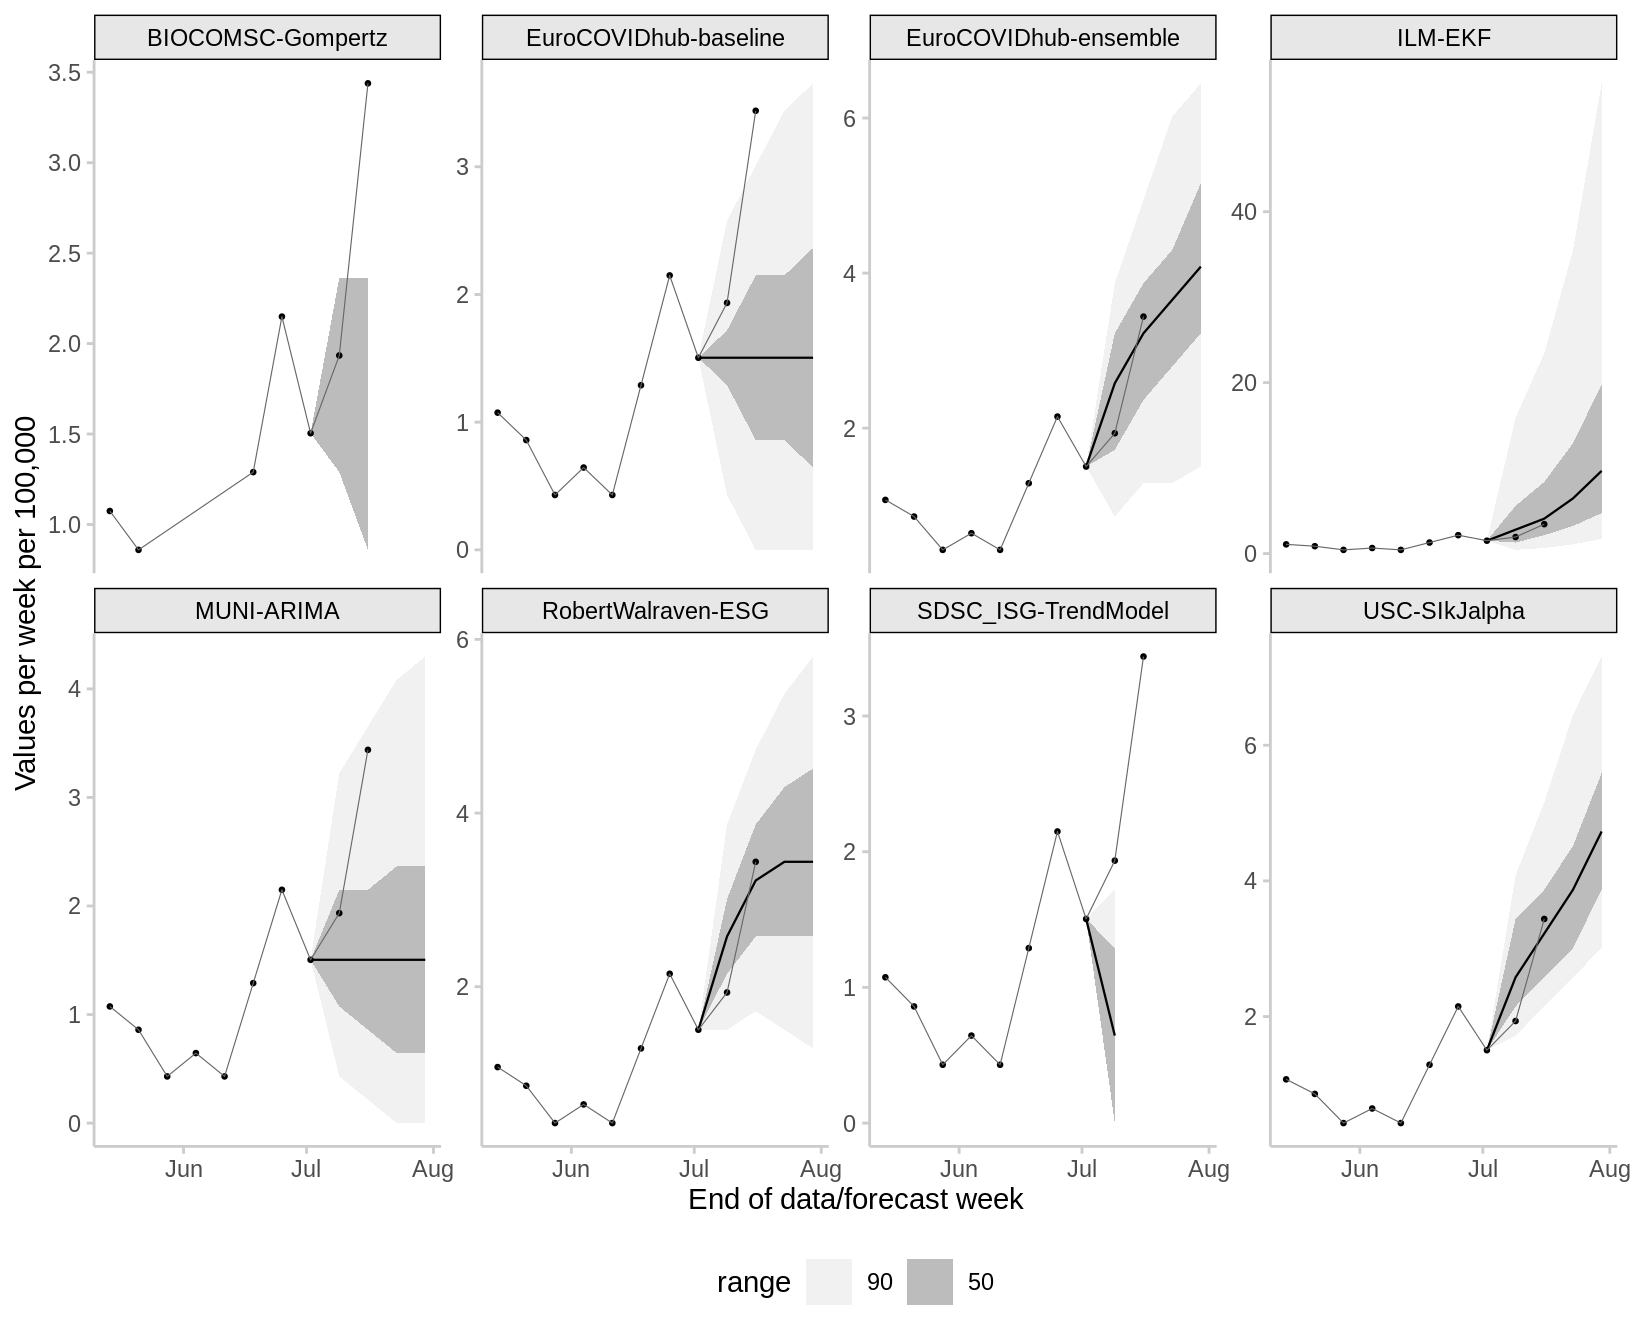 BIOCOMSC-Gompertz
EuroCOVIDhub-baseline
EuroCOVIDhub-ensemble
ILM-EKF
3.5
3.0
2.5
2.0
1.5
1.0
3
2
1
0
6
4
2
40
20
0
Values per week per 100,000
MUNI-ARIMA
RobertWalraven-ESG
SDSC_ISG-TrendModel
USC-SIkJalpha
4
3
2
1
0
6
4
2
3
2
1
0
6
4
2
Jun Jul Aug
Jun Jul Aug
Jun Jul Aug
Jun Jul Aug
End of data/forecast week
range 90 50